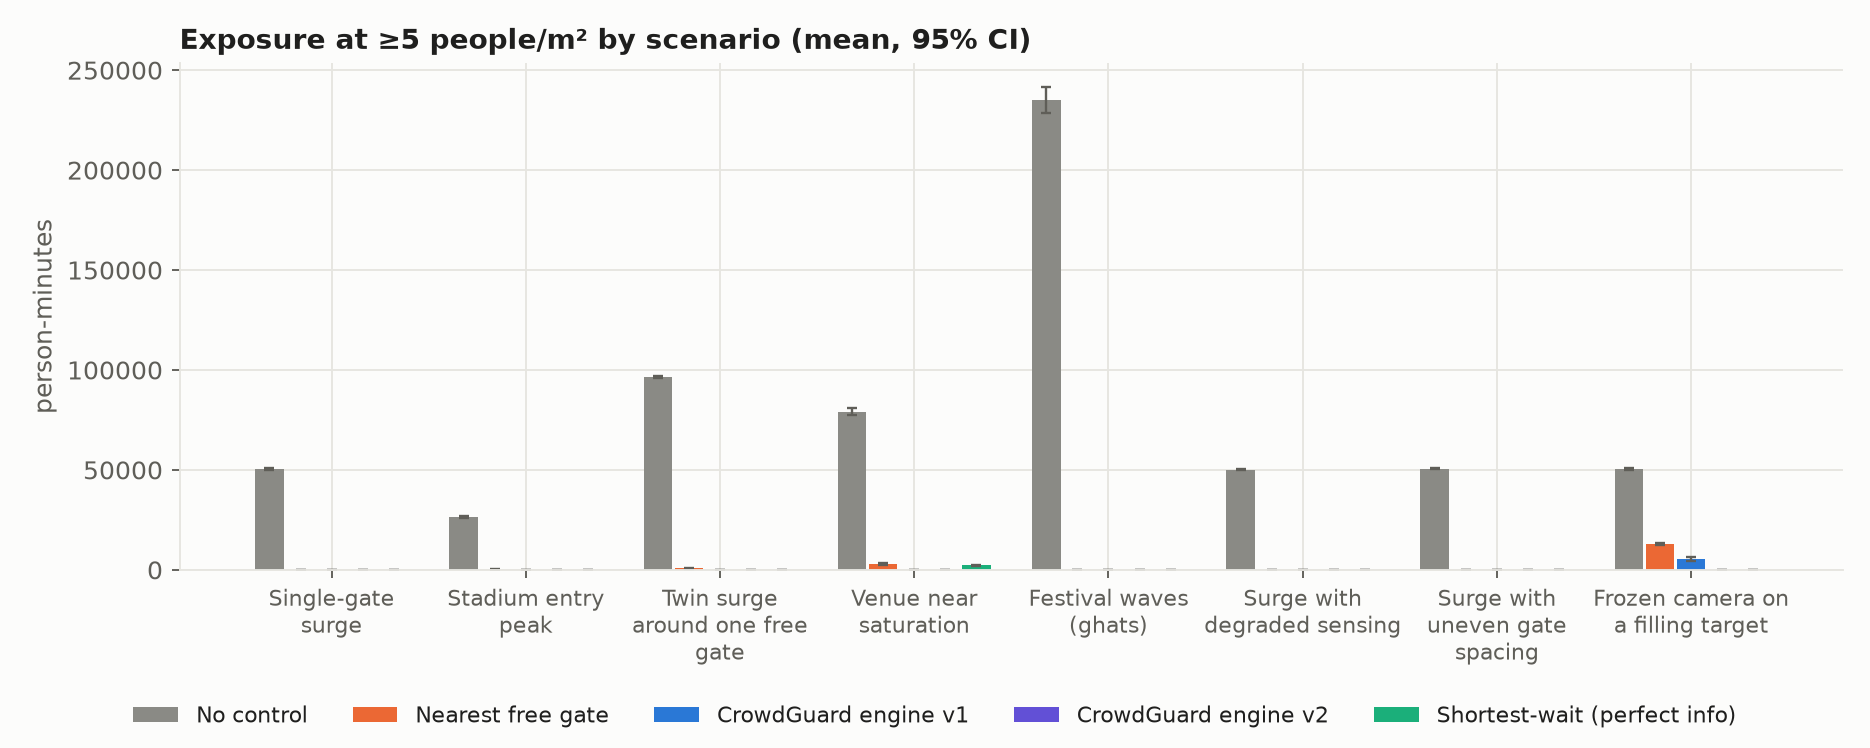 Exposure at ≥5 people/m² by scenario (mean, 95% CI)
250000
200000
150000
100000
50000
0
person-minutes
Single-gate
surge
Stadium entry
peak
Twin surge
around one free
gate
Venue near
saturation
Festival waves
(ghats)
Surge with
degraded sensing
Surge with
uneven gate
spacing
Frozen camera on
a filling target
No control
Nearest free gate
CrowdGuard engine v1
CrowdGuard engine v2
Shortest-wait (perfect info)